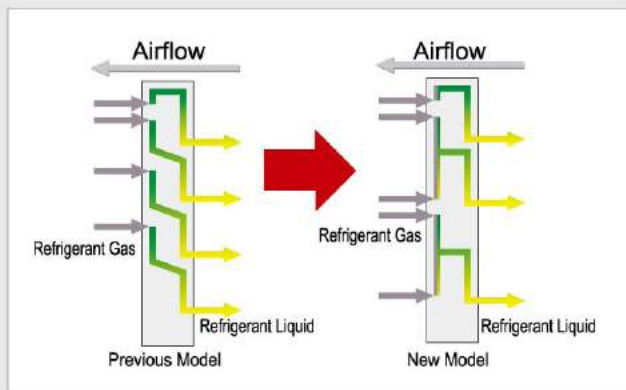 Airflow
Refrigerant Gas
Refrigerant Liquid
Previous Model
Airflow
Refrigerant Gas
Refrigerant Liquid
New Model